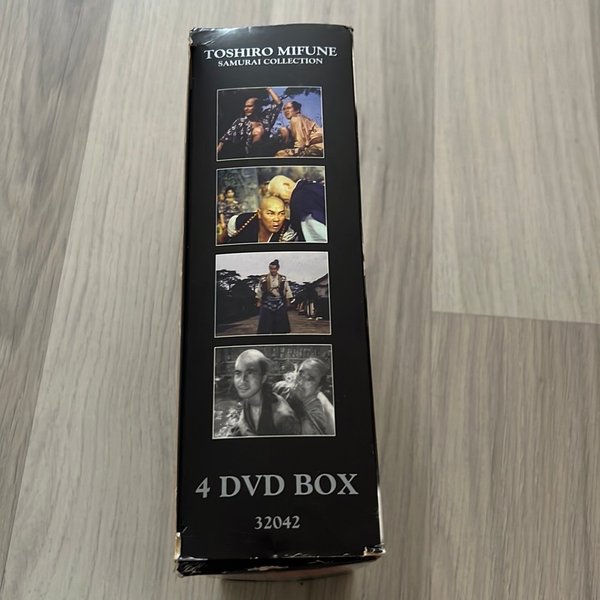 TOSHIRO MIFUNE
SAMURAI COLLECTION
4 DVD BOX
32042